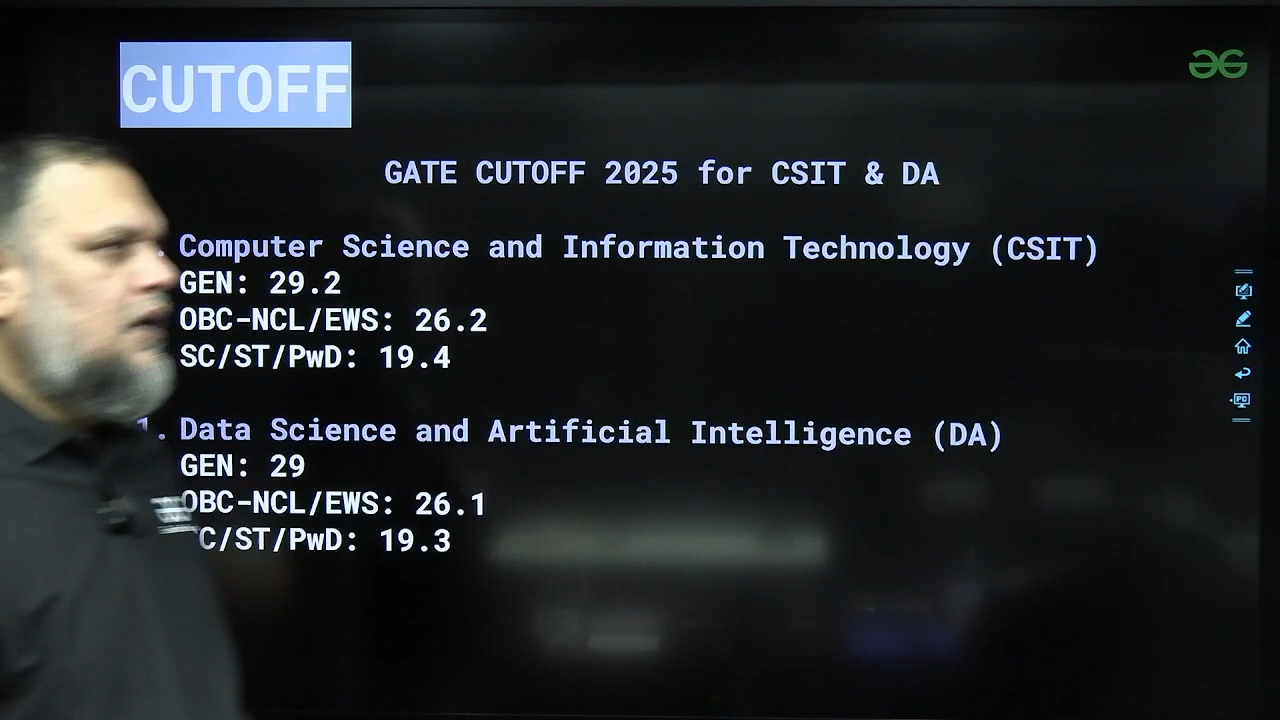 CUTOFF
GATE CUTOFF 2025 for CSIT & DA
Computer Science and Information Technology (CSIT)
GEN: 29.2
OBC-NCL/EWS: 26.2
SC/ST/PwD: 19.4
1. Data Science and Artificial Intelligence (DA)
GEN: 29
OBC-NCL/EWS: 26.1
C/ST/PwD: 19.3
PC